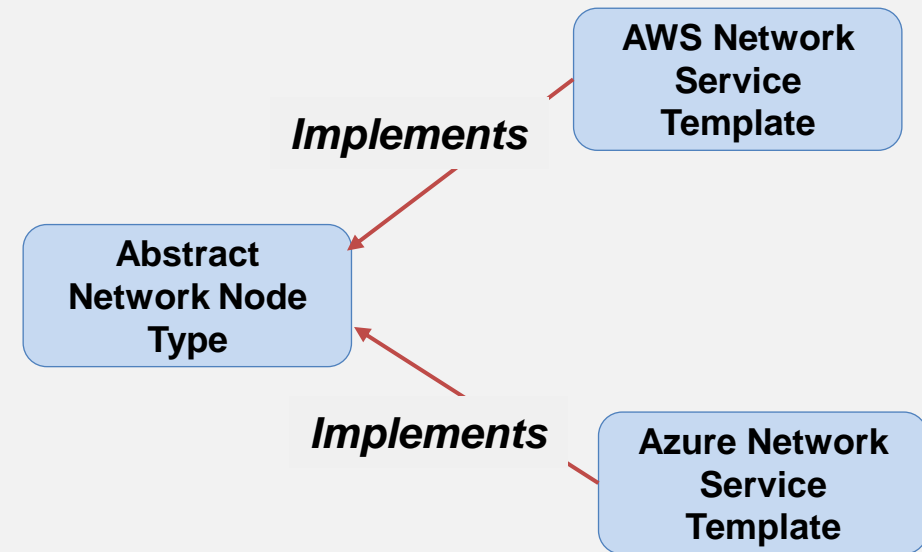 AWS Network
Service
Template
Implements
Abstract
Network Node
Type
Implements
Azure Network
Service
Template